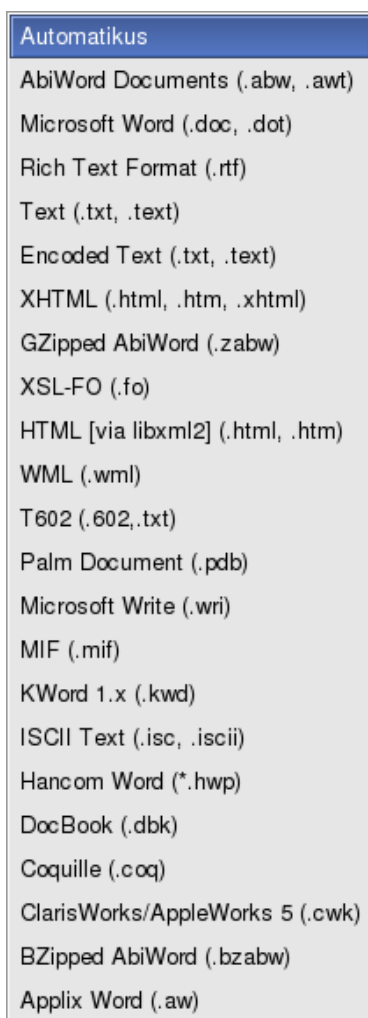 Automatikus
AbiWord Documents (.abw, .awt)
Microsoft Word (.doc, .dot)
Rich Text Format (.rtf)
Text (.txt, .text)
Encoded Text (.txt, .text)
XHTML (.html, .htm, .xhtml)
GZipped AbiWord (.zabw)
XSL-FO (.fo)
HTML [via libxml2] (.html, .htm)
WML (.wml)
T602 (.602,.txt)
Palm Document (.pdb)
Microsoft Write (.wri)
MIF (.mif)
KWord 1.x (.kwd)
ISCII Text (.isc, .iscii)
Hancom Word (*.hwp)
DocBook (.dbk)
Coquille (.coq)
ClarisWorks/AppleWorks 5 (.cwk)
BZipped AbiWord (.bzabw)
Applix Word (.aw)